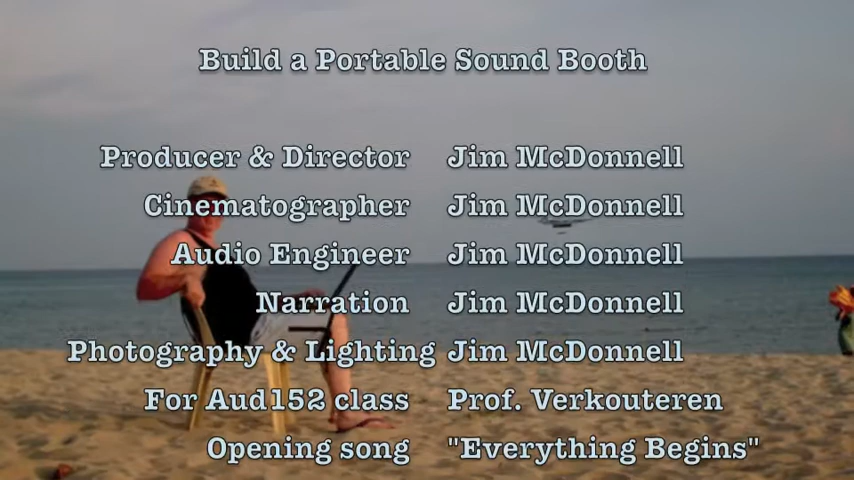 Build a Portable Sound Booth
Producer & Director Jim McDonnell
Cinematographer Jim McDonnell
Audio Engineer Jim McDonnell
Narration Jim McDonnell
Photography & Lighting Jim McDonnell
For Aud152 class Prof. Verkouteren
Opening song "Everything Begins"